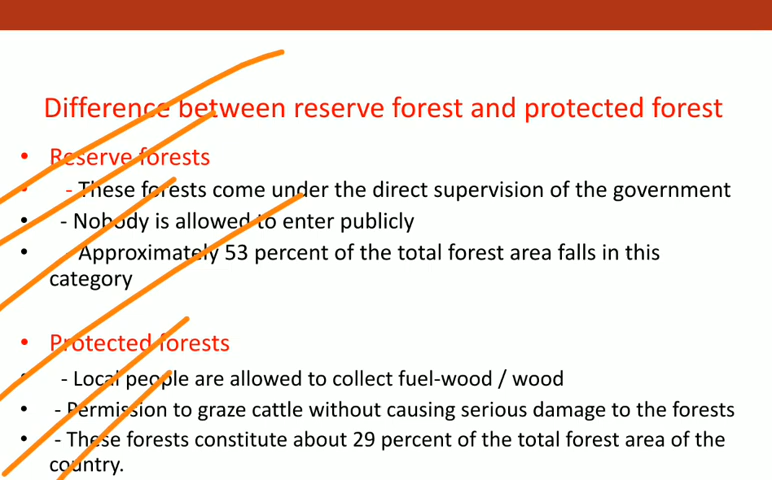 Difference between reserve forest and protected forest
• Reserve forests
• - These forests come under the direct supervision of the government
• - Nobody is allowed to enter publicly
• - Approximately 53 percent of the total forest area falls in this
category
• Protected forests
• - Local people are allowed to collect fuel-wood / wood
• - Permission to graze cattle without causing serious damage to the forests
• - These forests constitute about 29 percent of the total forest area of the
country.